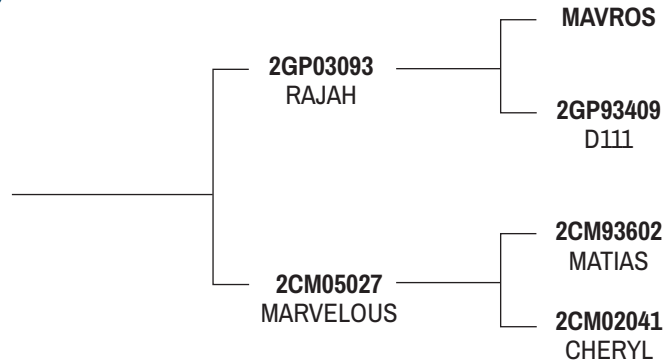 MAVROS
2GP03093
RAJAH
2GP93409
D111
2CM93602
MATIAS
2CM05027
MARVELOUS
2CM02041
CHERYL